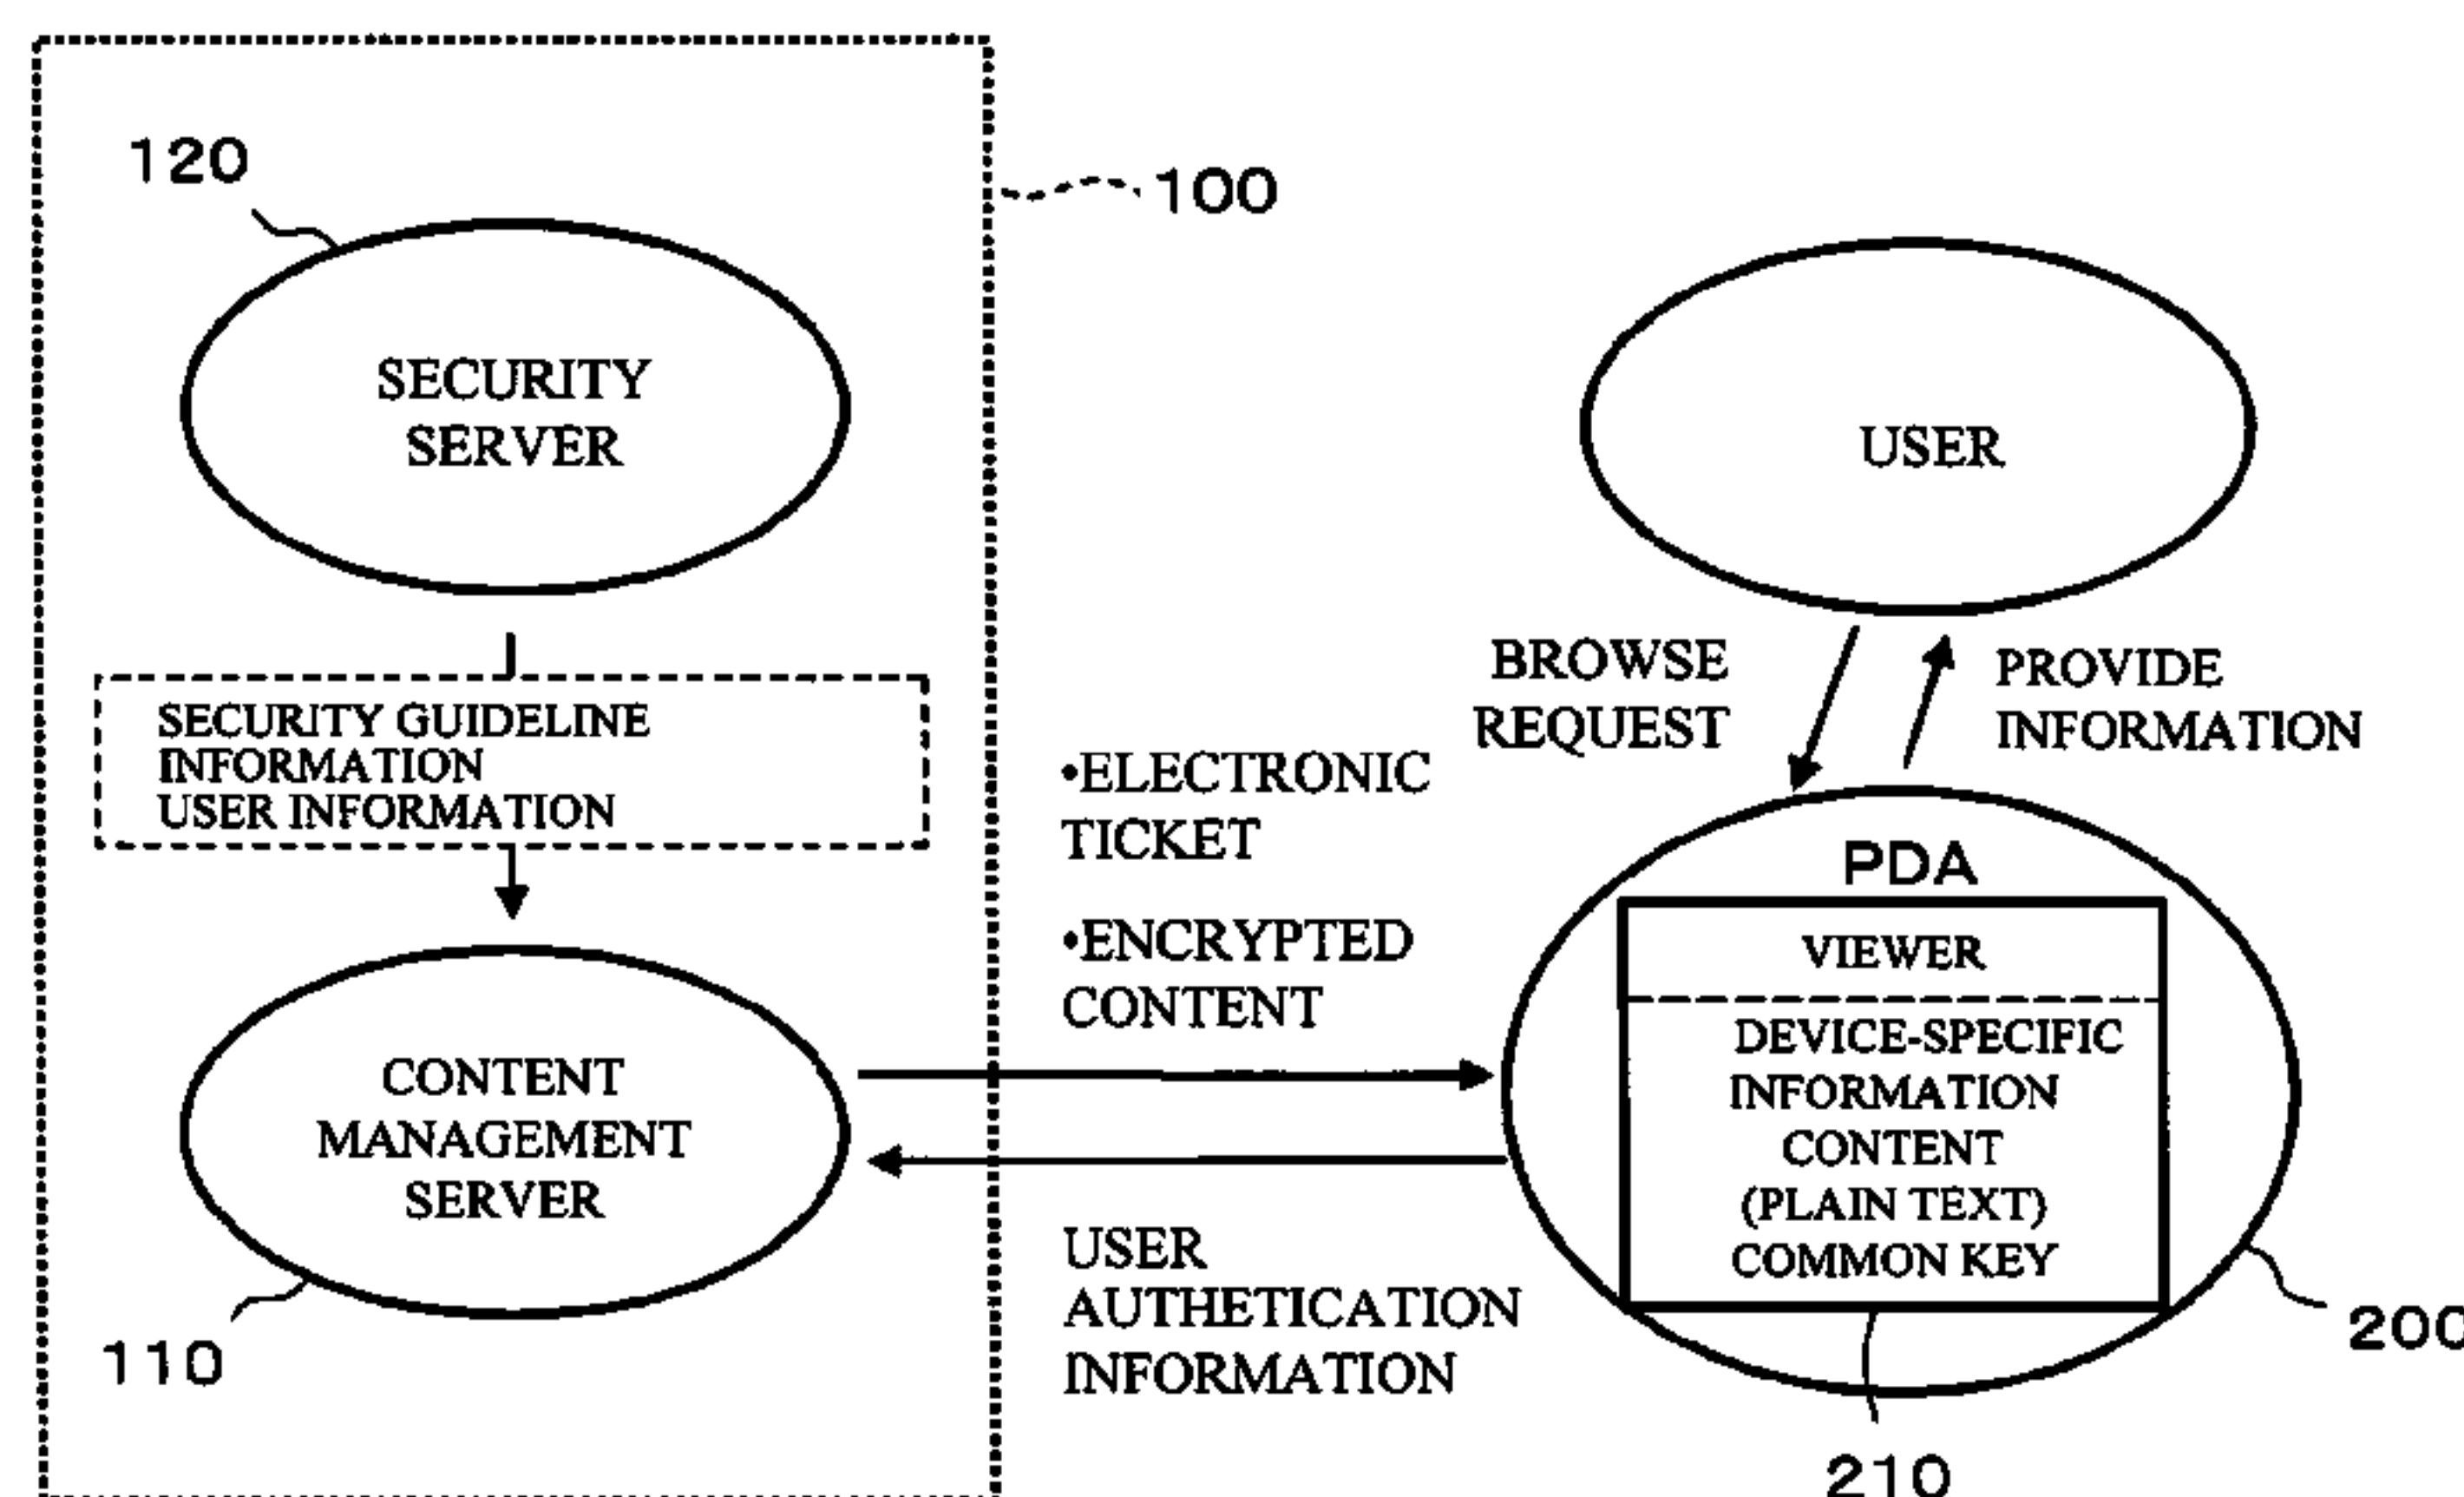 120
100
SECURITY
SERVER
USER
SECURITY GUIDELINE
INFORMATION
USER INFORMATION
BROWSE
REQUEST
PROVIDE
INFORMATION
•ELECTRONIC
TICKET
•ENCRYPTED
CONTENT
PDA
VIEWER
DEVICE-SPECIFIC
INFORMATION
CONTENT
(PLAIN TEXT)
COMMON KEY
CONTENT
MANAGEMENT
SERVER
USER
AUTHETICATION
INFORMATION
110
200
210